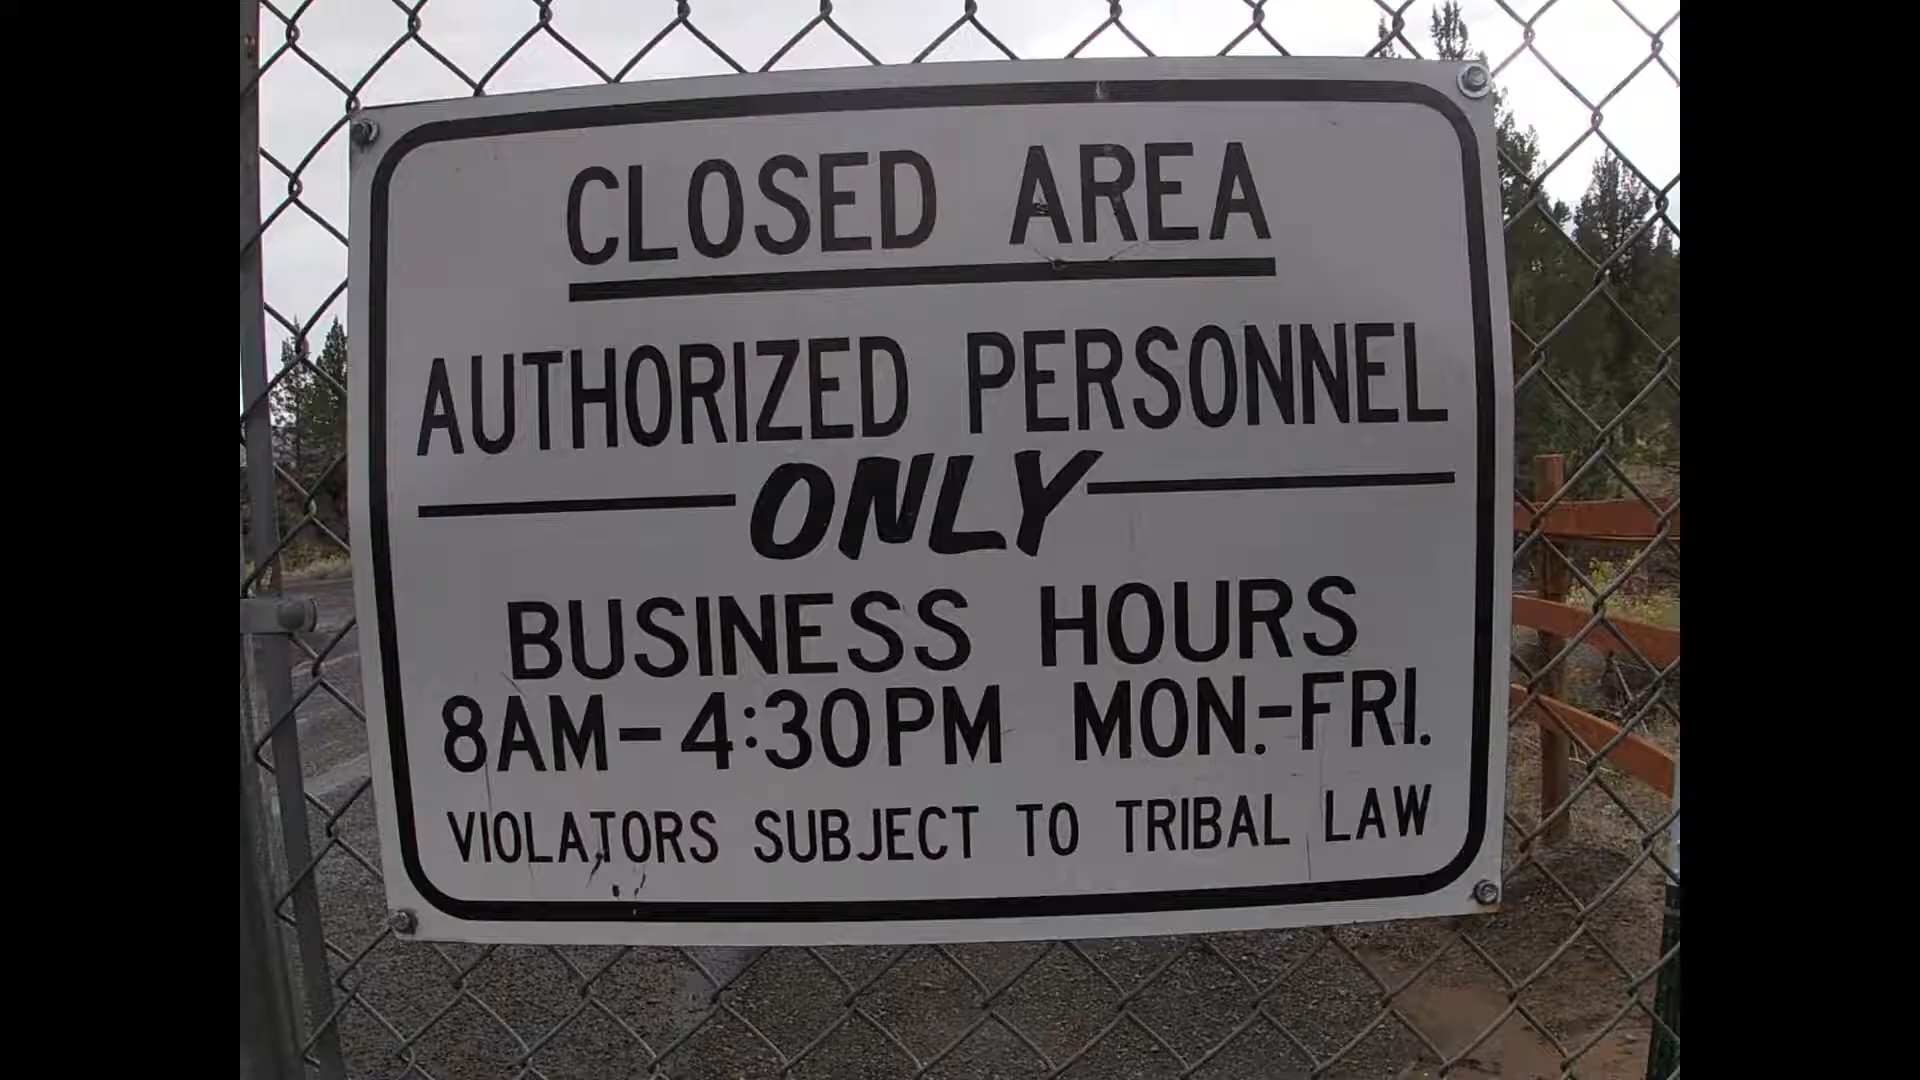 CLOSED AREA
AUTHORIZED PERSONNEL
ONLY
BUSINESS HOURS
8AM-4:30PM MON.-FRI.
VIOLATORS SUBJECT TO TRIBAL LAW